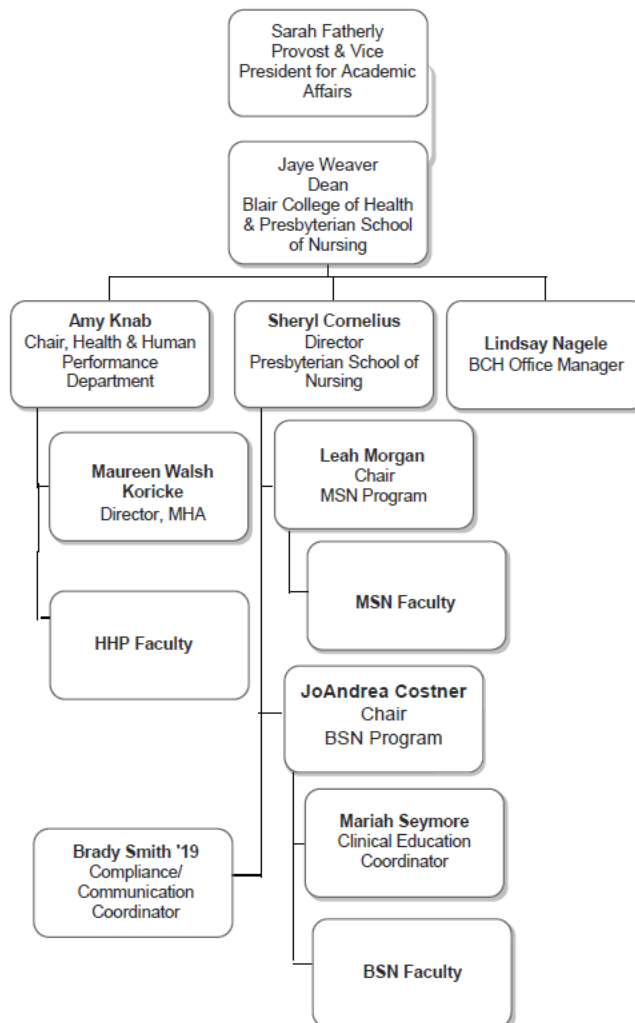 Sarah Fatherly
Provost & Vice
President for Academic
Affairs
Jaye Weaver
Dean
Blair College of Health
& Presbyterian School
of Nursing
Amy Knab
Chair, Health & Human
Performance
Department
Sheryl Cornelius
Director
Presbyterian School of
Nursing
Lindsay Nagele
BCH Office Manager
Maureen Walsh
Koricke
Director, MHA
Leah Morgan
Chair
MSN Program
HHP Faculty
MSN Faculty
JoAndrea Costner
Chair
BSN Program
Mariah Seymore
Clinical Education
Coordinator
Brady Smith '19
Compliance/
Communication
Coordinator
BSN Faculty